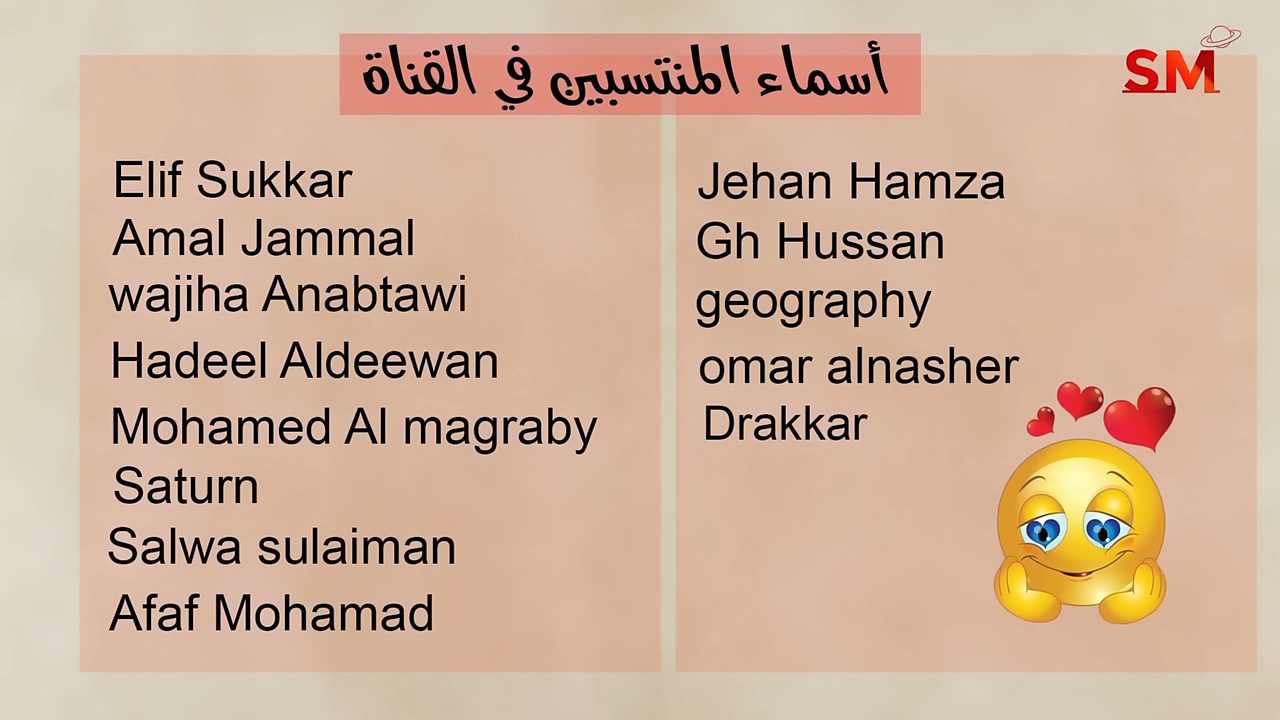 أسماء المنتسبين في القناة
SM
Elif Sukkar
Amal Jammal
wajiha Anabtawi
Hadeel Aldeewan
Mohamed Al magraby
Saturn
Salwa sulaiman
Afaf Mohamad
Jehan Hamza
Gh Hussan
geography
omar alnasher
Drakkar